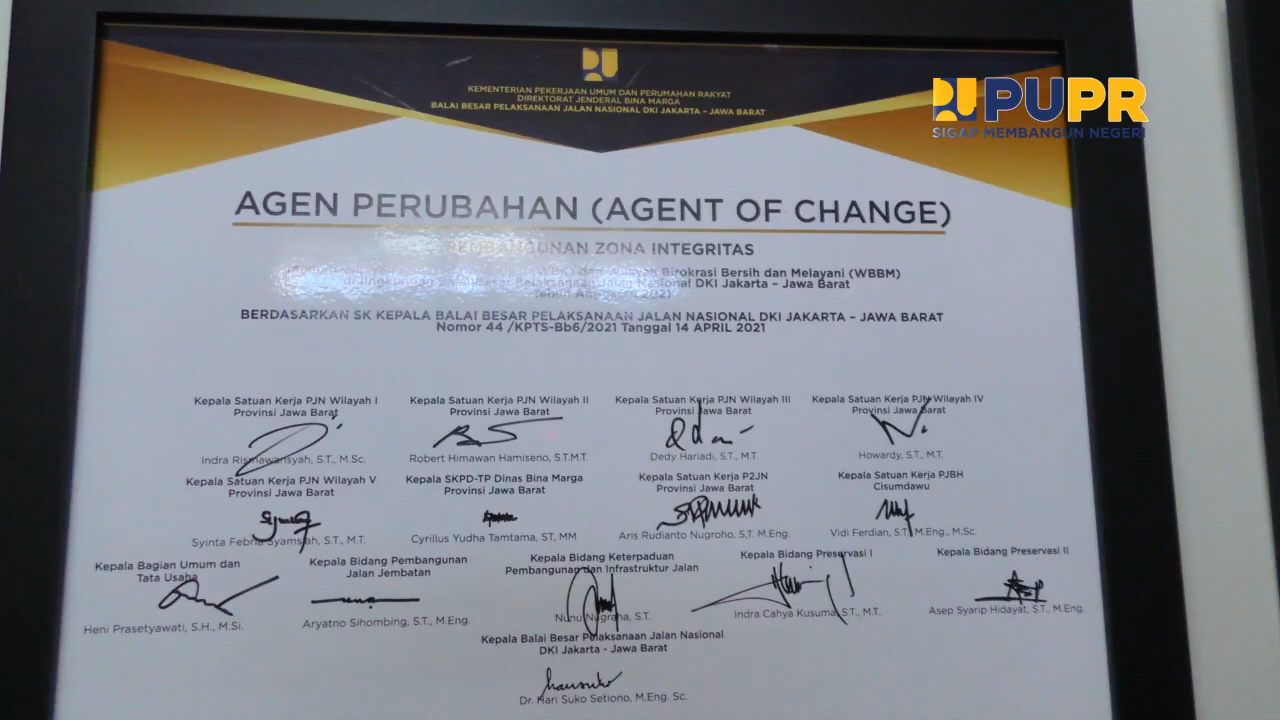 KEMENTERIAN PEKERJAAN UMUM DAN PERUMAHAN RAKYAT
DIREKTORAT JENDERAL BINA MARGA
BALAI BESAR PELAKSANAAN JALAN NASIONAL DKI JAKARTA – JAWA BARAT
PUPR
SIGAP MEMBANGUN NEGERI
AGEN PERUBAHAN (AGENT OF CHANGE)
PEMBANGUNAN ZONA INTEGRITAS
dan Wilayah Birokrasi Bersih dan Melayani (WBBM)
di lingkungan Balai Besar Pelaksanaan Jalan Nasional DKI Jakarta – Jawa Barat
2021
BERDASARKAN SK KEPALA BALAI BESAR PELAKSANAAN JALAN NASIONAL DKI JAKARTA – JAWA BARAT
Nomor 44 /KPTS-Bb6/2021 Tanggal 14 APRIL 2021
Kepala Satuan Kerja PJN Wilayah I
Provinsi Jawa Barat
Indra Rismawansyah, S.T., M.Sc.
Kepala Satuan Kerja PJN Wilayah II
Provinsi Jawa Barat
Robert Himawan Hamiseno, S.T.M.T.
Kepala Satuan Kerja PJN Wilayah III
Provinsi Jawa Barat
Dedy Hariadi, S.T., M.T.
Kepala Satuan Kerja PJN Wilayah IV
Provinsi Jawa Barat
Howardy, S.T., M.T.
Kepala Satuan Kerja PJN Wilayah V
Provinsi Jawa Barat
Syinta Febria Syamsiah, S.T., M.T.
Kepala SKPD-TP Dinas Bina Marga
Provinsi Jawa Barat
Cyrillus Yudha Tamtama, ST, MM
Kepala Satuan Kerja P2JN
Provinsi Jawa Barat
Aris Rudianto Nugroho, S,T. M.Eng.
Kepala Satuan Kerja PJBH
Cisumdawu
Vidi Ferdian, S.T., M.Eng., M.Sc.
Kepala Bagian Umum dan
Tata Usaha
Heni Prasetyawati, S.H., M.Si.
Kepala Bidang Pembangunan
Jalan Jembatan
Aryatno Sihombing, S.T., M.Eng.
Kepala Bidang Keterpaduan
Pembangunan dan Infrastruktur Jalan
Nunu Nugraha, S.T.
Kepala Bidang Preservasi I
Indra Cahya Kusuma, S.T., M.T.
Kepala Bidang Preservasi II
Asep Syarip Hidayat, S.T., M.Eng.
Kepala Balai Besar Pelaksanaan Jalan Nasional
DKI Jakarta - Jawa Barat
Dr. Hari Suko Setiono, M.Eng. Sc.